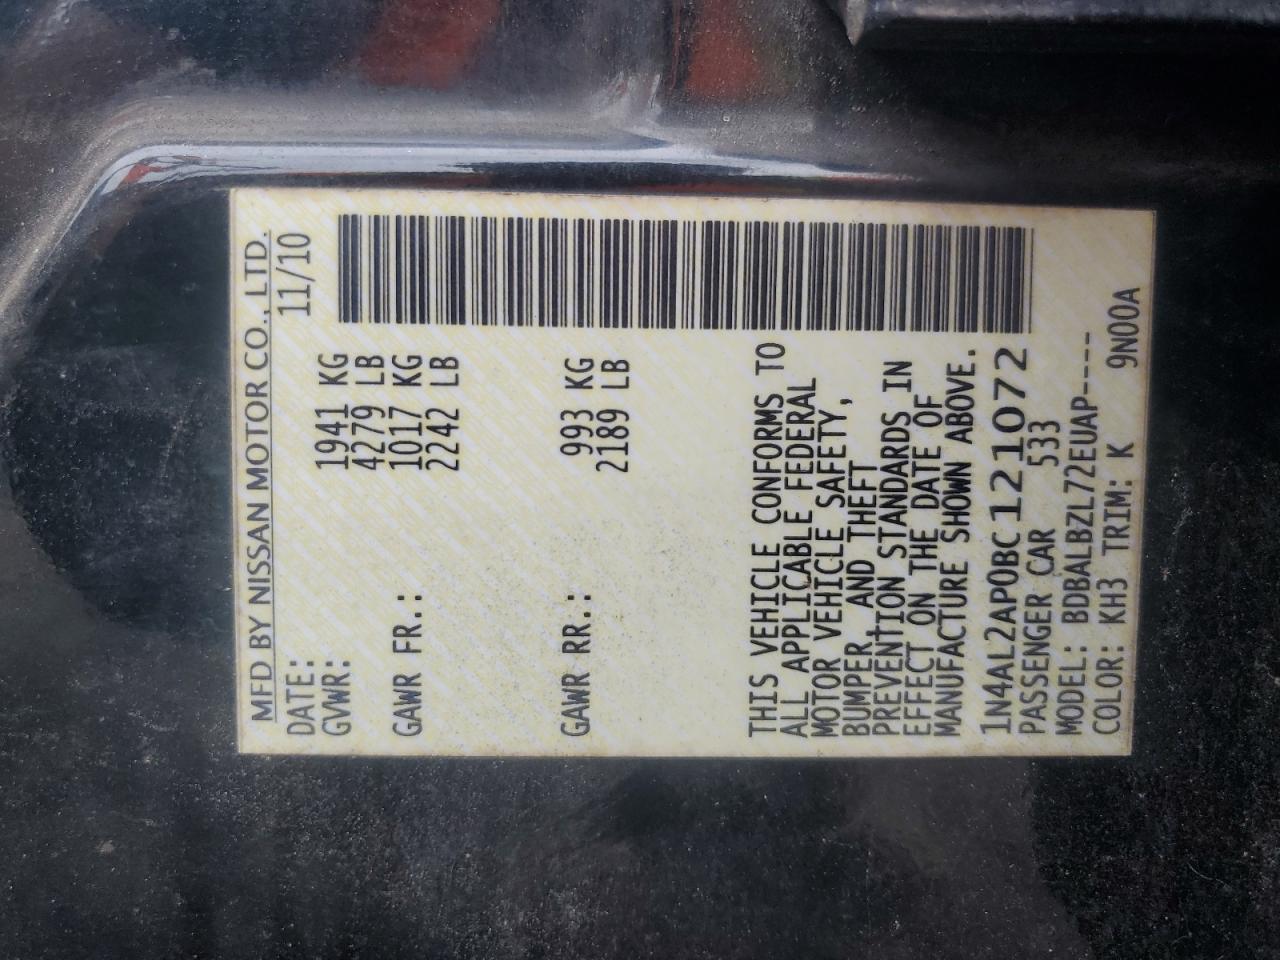 MFD BY NISSAN MOTOR CO., LTD.
DATE: 11/10
GVWR: 1941 KG
4279 LB
GAWR FR.: 1017 KG
2242 LB
GAWR RR.: 993 KG
2189 LB
THIS VEHICLE CONFORMS TO
ALL APPLICABLE FEDERAL
MOTOR VEHICLE SAFETY,
BUMPER, AND THEFT
PREVENTION STANDARDS IN
EFFECT ON THE DATE OF
MANUFACTURE SHOWN ABOVE.
1N4AL2AP0BC121072
PASSENGER CAR 533
MODEL: BDBALBZL72EUAP----
COLOR: KH3 TRIM: K 9N00A